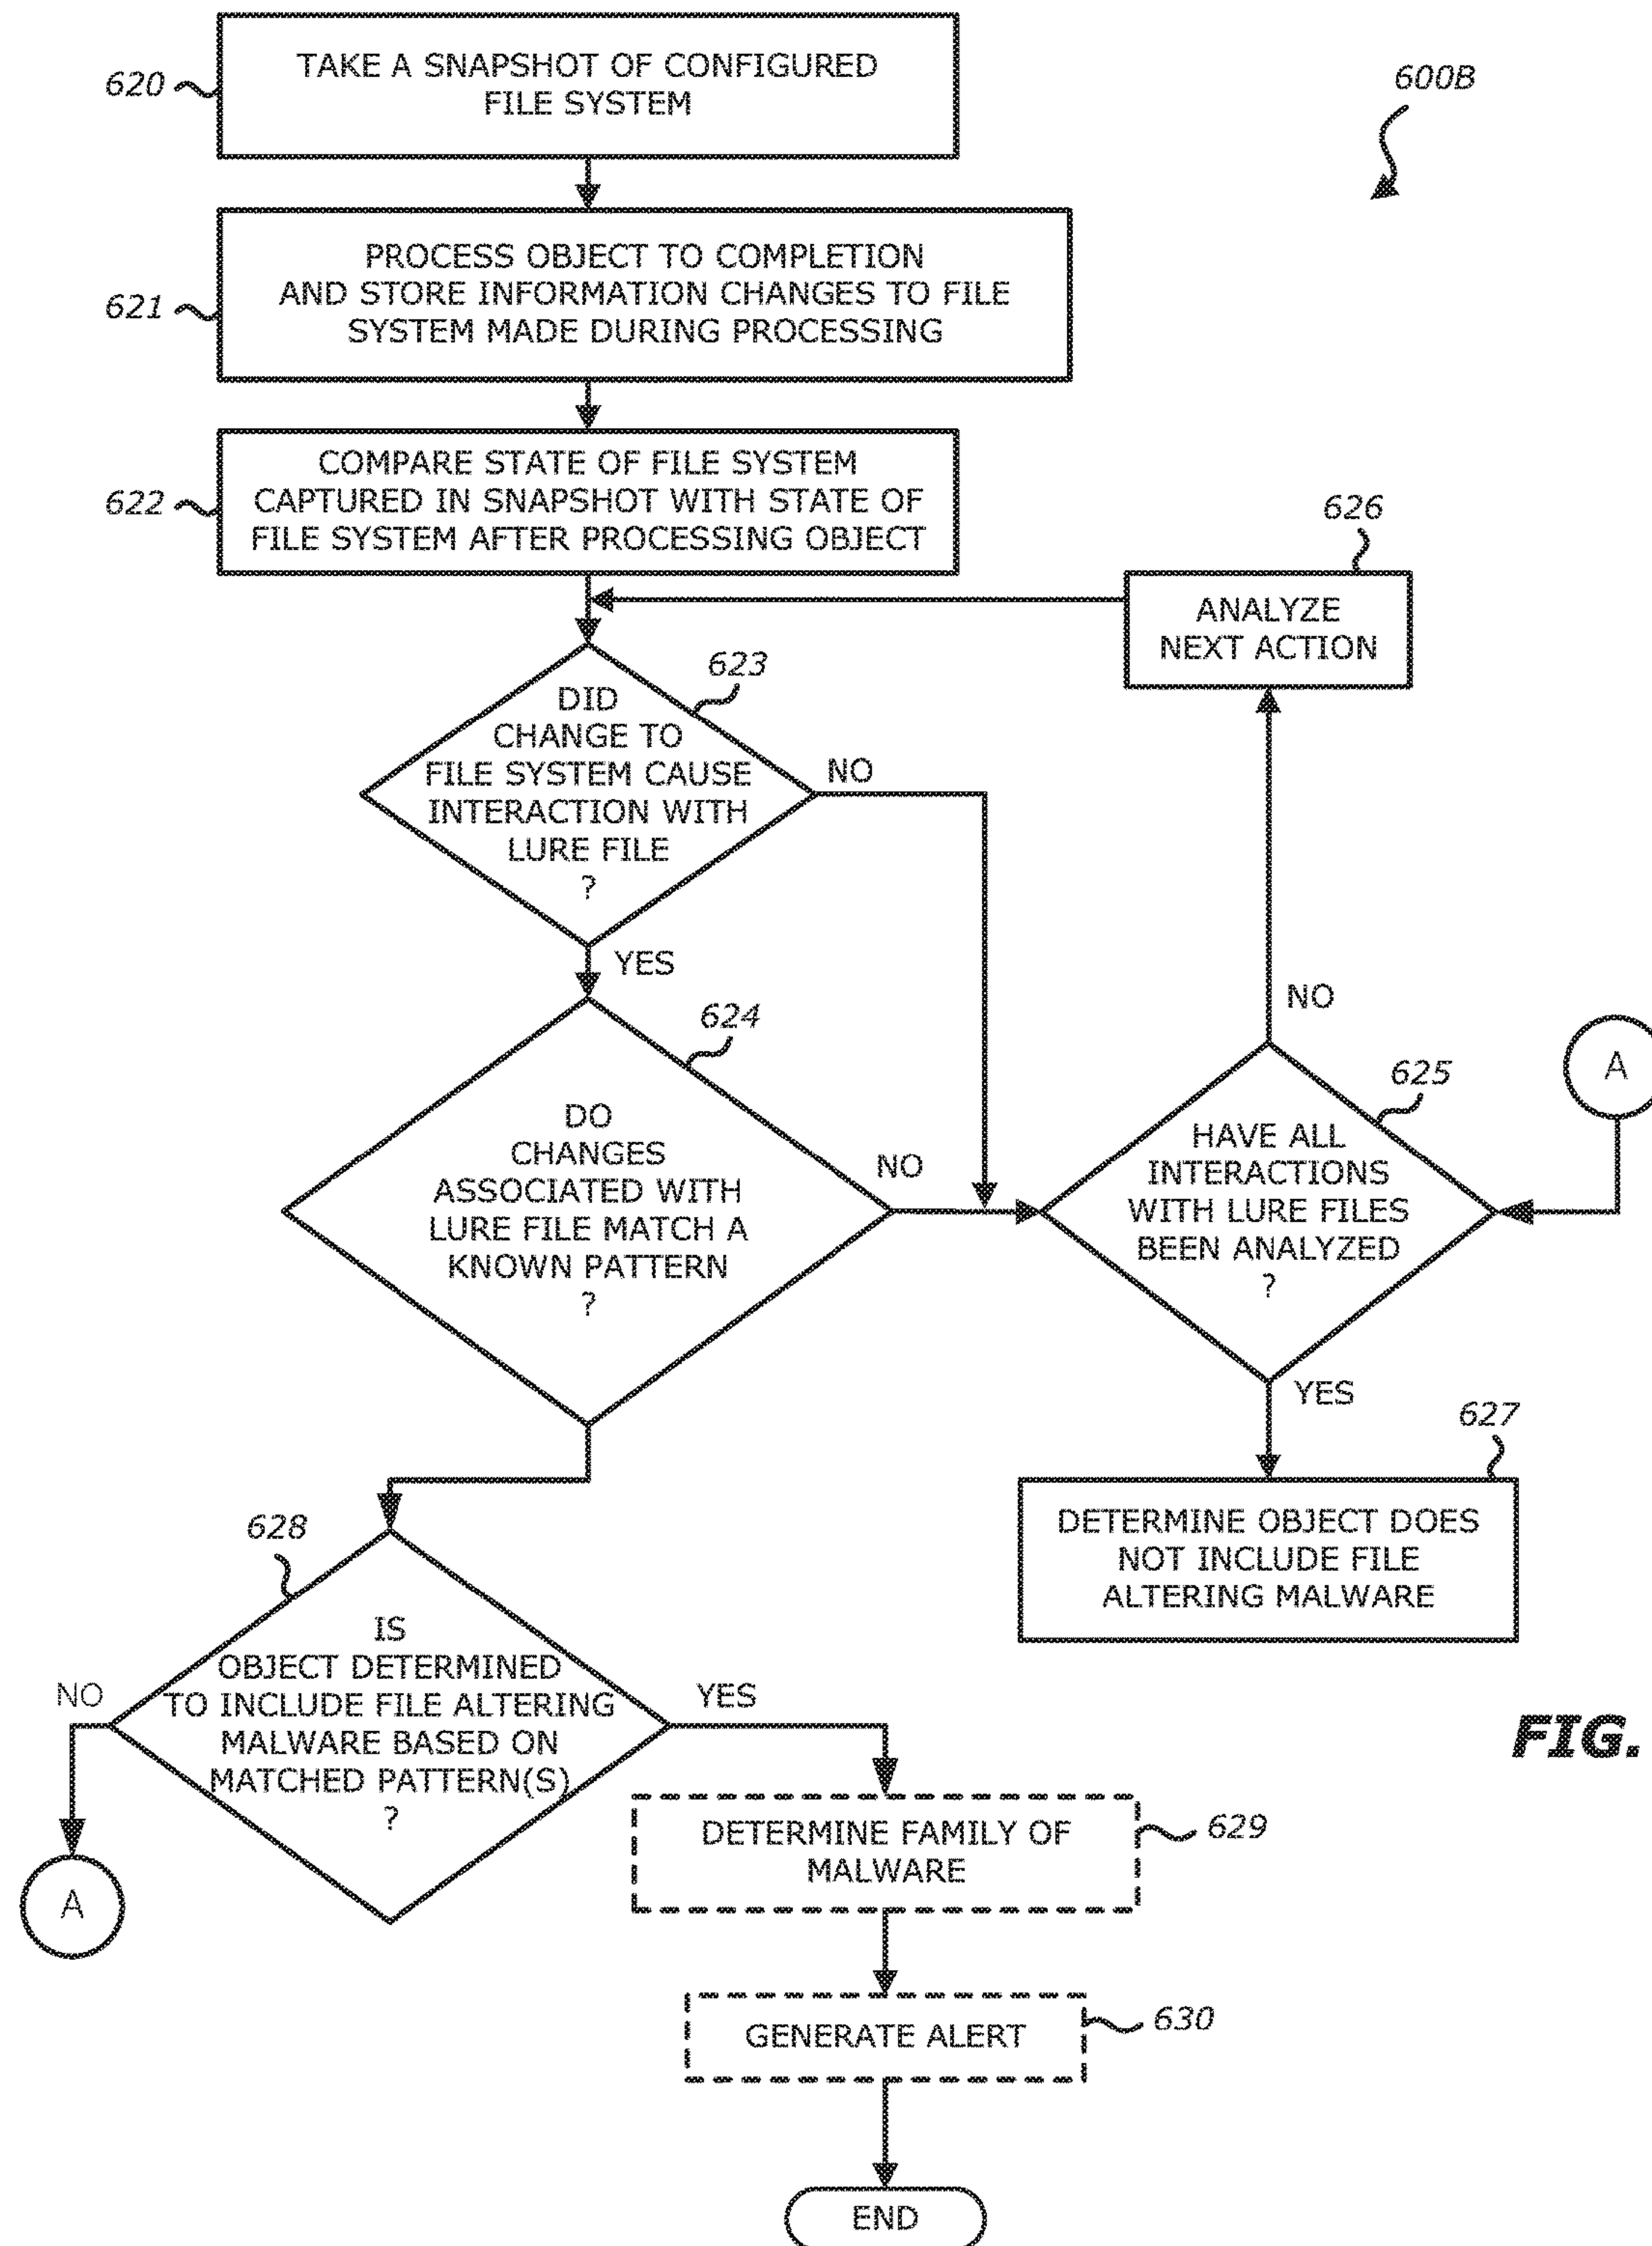 620
TAKE A SNAPSHOT OF CONFIGURED
FILE SYSTEM
600B
621
PROCESS OBJECT TO COMPLETION
AND STORE INFORMATION CHANGES TO FILE
SYSTEM MADE DURING PROCESSING
622
COMPARE STATE OF FILE SYSTEM
CAPTURED IN SNAPSHOT WITH STATE OF
FILE SYSTEM AFTER PROCESSING OBJECT
626
ANALYZE
NEXT ACTION
623
DID
CHANGE TO
FILE SYSTEM CAUSE
INTERACTION WITH
LURE FILE
?
NO
YES
624
DO
CHANGES
ASSOCIATED WITH
LURE FILE MATCH A
KNOWN PATTERN
?
NO
NO
625
HAVE ALL
INTERACTIONS
WITH LURE FILES
BEEN ANALYZED
?
A
YES
627
DETERMINE OBJECT DOES
NOT INCLUDE FILE
ALTERING MALWARE
628
IS
OBJECT DETERMINED
TO INCLUDE FILE ALTERING
MALWARE BASED ON
MATCHED PATTERN(S)
?
NO
YES
A
FIG.
DETERMINE FAMILY OF
MALWARE
629
GENERATE ALERT
630
END